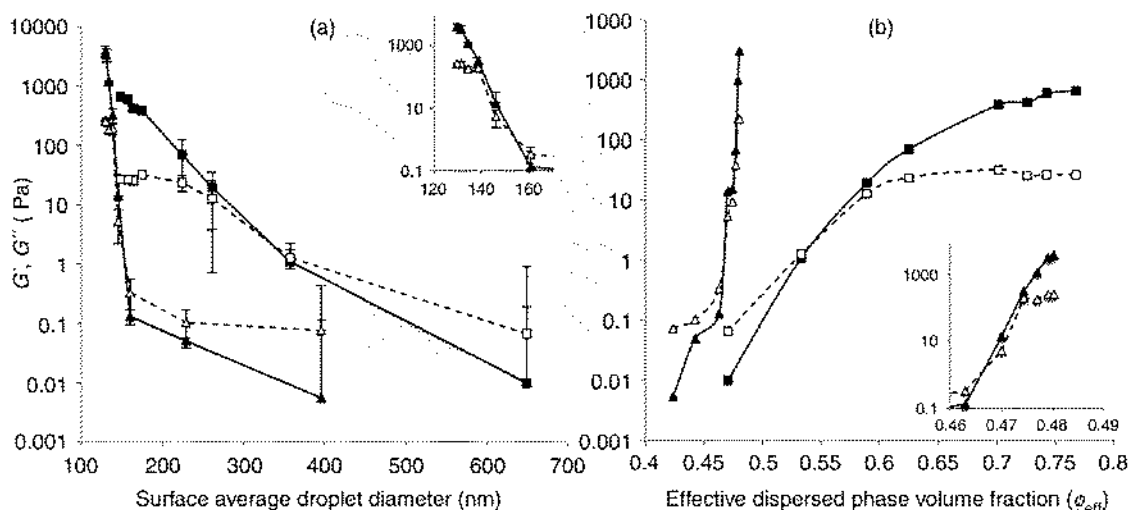 (a)
10000
1000
100
10
1
0.1
0.01
0.001
G', G'' ( Pa)
100 200 300 400 500 600 700
Surface average droplet diameter (nm)
1000
10
0.1
120 140 160
(b)
1000
1000
100
10
1
0.1
0.01
0.001
0.4 0.45 0.5 0.55 0.6 0.65 0.7 0.75 0.8
Effective dispersed phase volume fraction (φeff)
1000
10
0.1
0.46 0.47 0.48 0.49